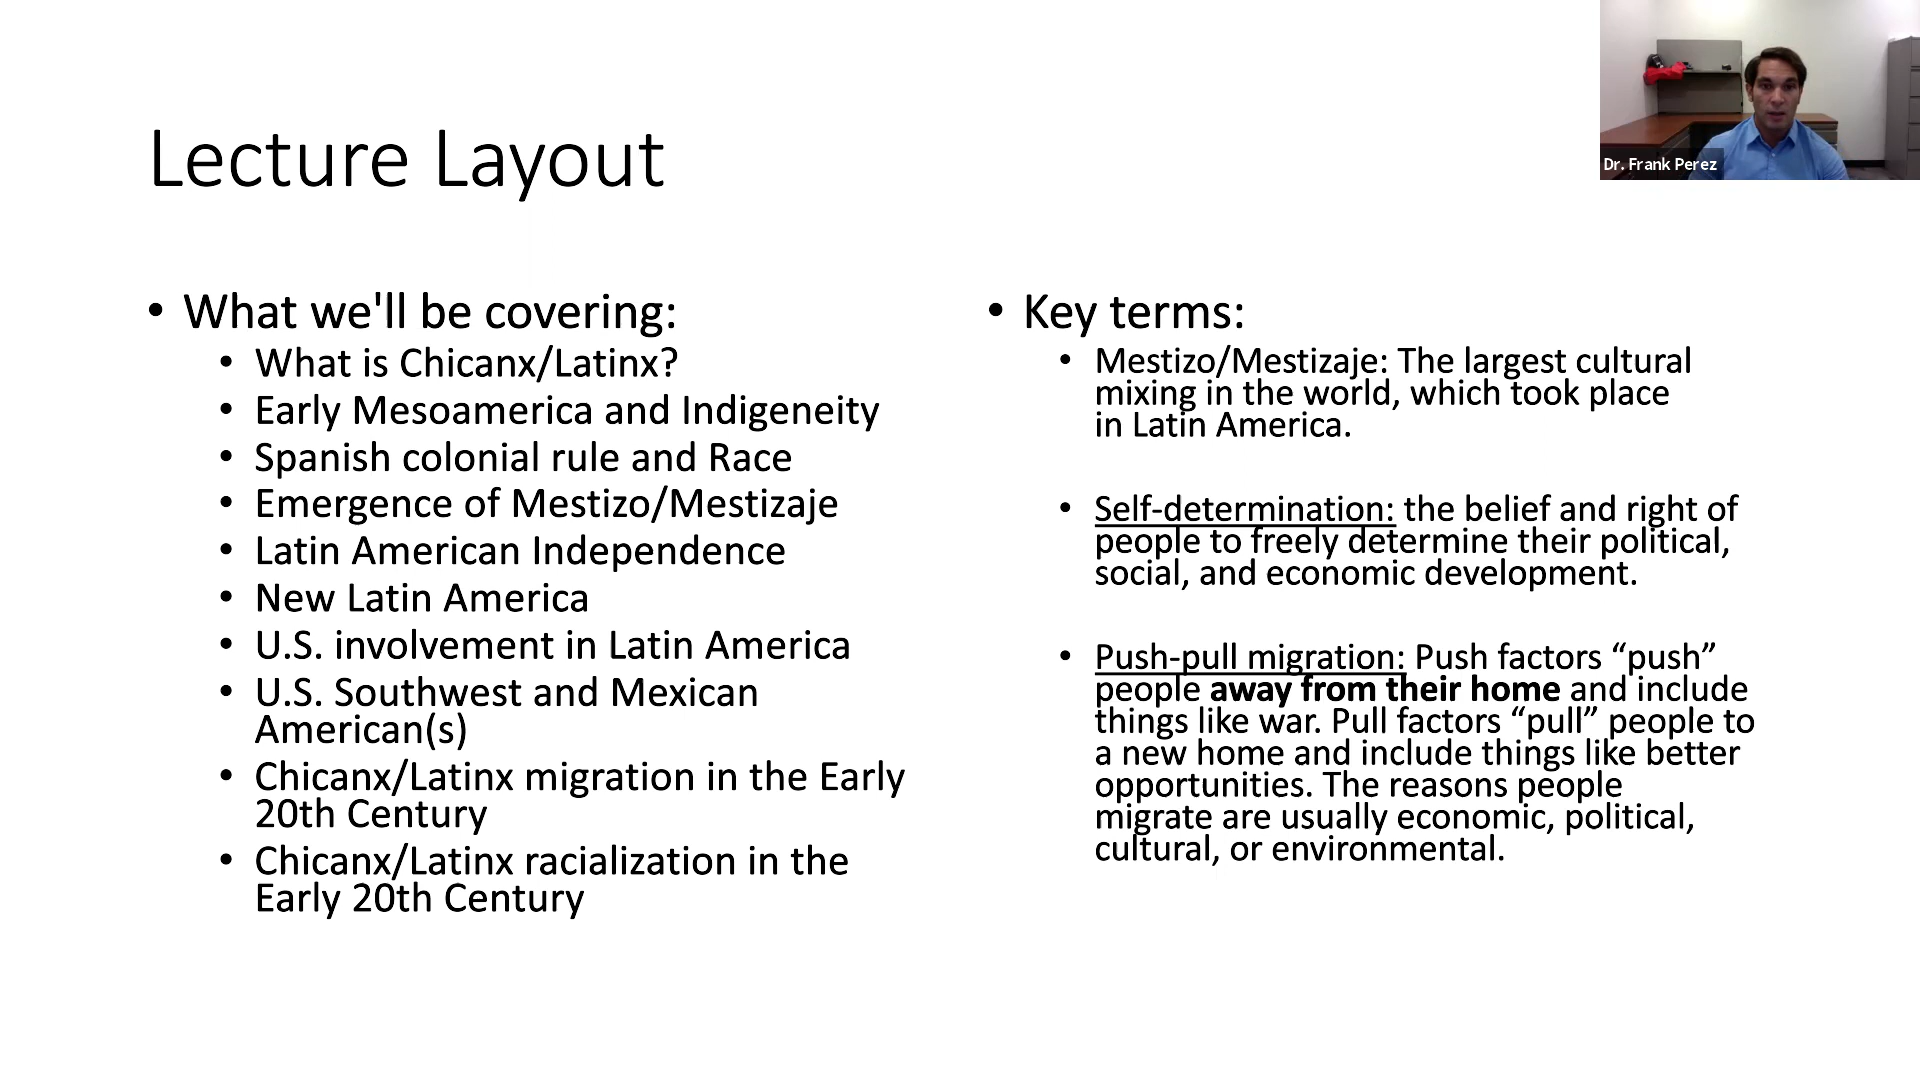 Lecture Layout
Dr. Frank Perez
• What we'll be covering:
• What is Chicanx/Latinx?
• Early Mesoamerica and Indigeneity
• Spanish colonial rule and Race
• Emergence of Mestizo/Mestizaje
• Latin American Independence
• New Latin America
• U.S. involvement in Latin America
• U.S. Southwest and Mexican
American(s)
• Chicanx/Latinx migration in the Early
20th Century
• Chicanx/Latinx racialization in the
Early 20th Century
• Key terms:
• Mestizo/Mestizaje: The largest cultural
mixing in the world, which took place
in Latin America.
• Self-determination: the belief and right of
people to freely determine their political,
social, and economic development.
• Push-pull migration: Push factors “push”
people away from their home and include
things like war. Pull factors “pull” people to
a new home and include things like better
opportunities. The reasons people
migrate are usually economic, political,
cultural, or environmental.